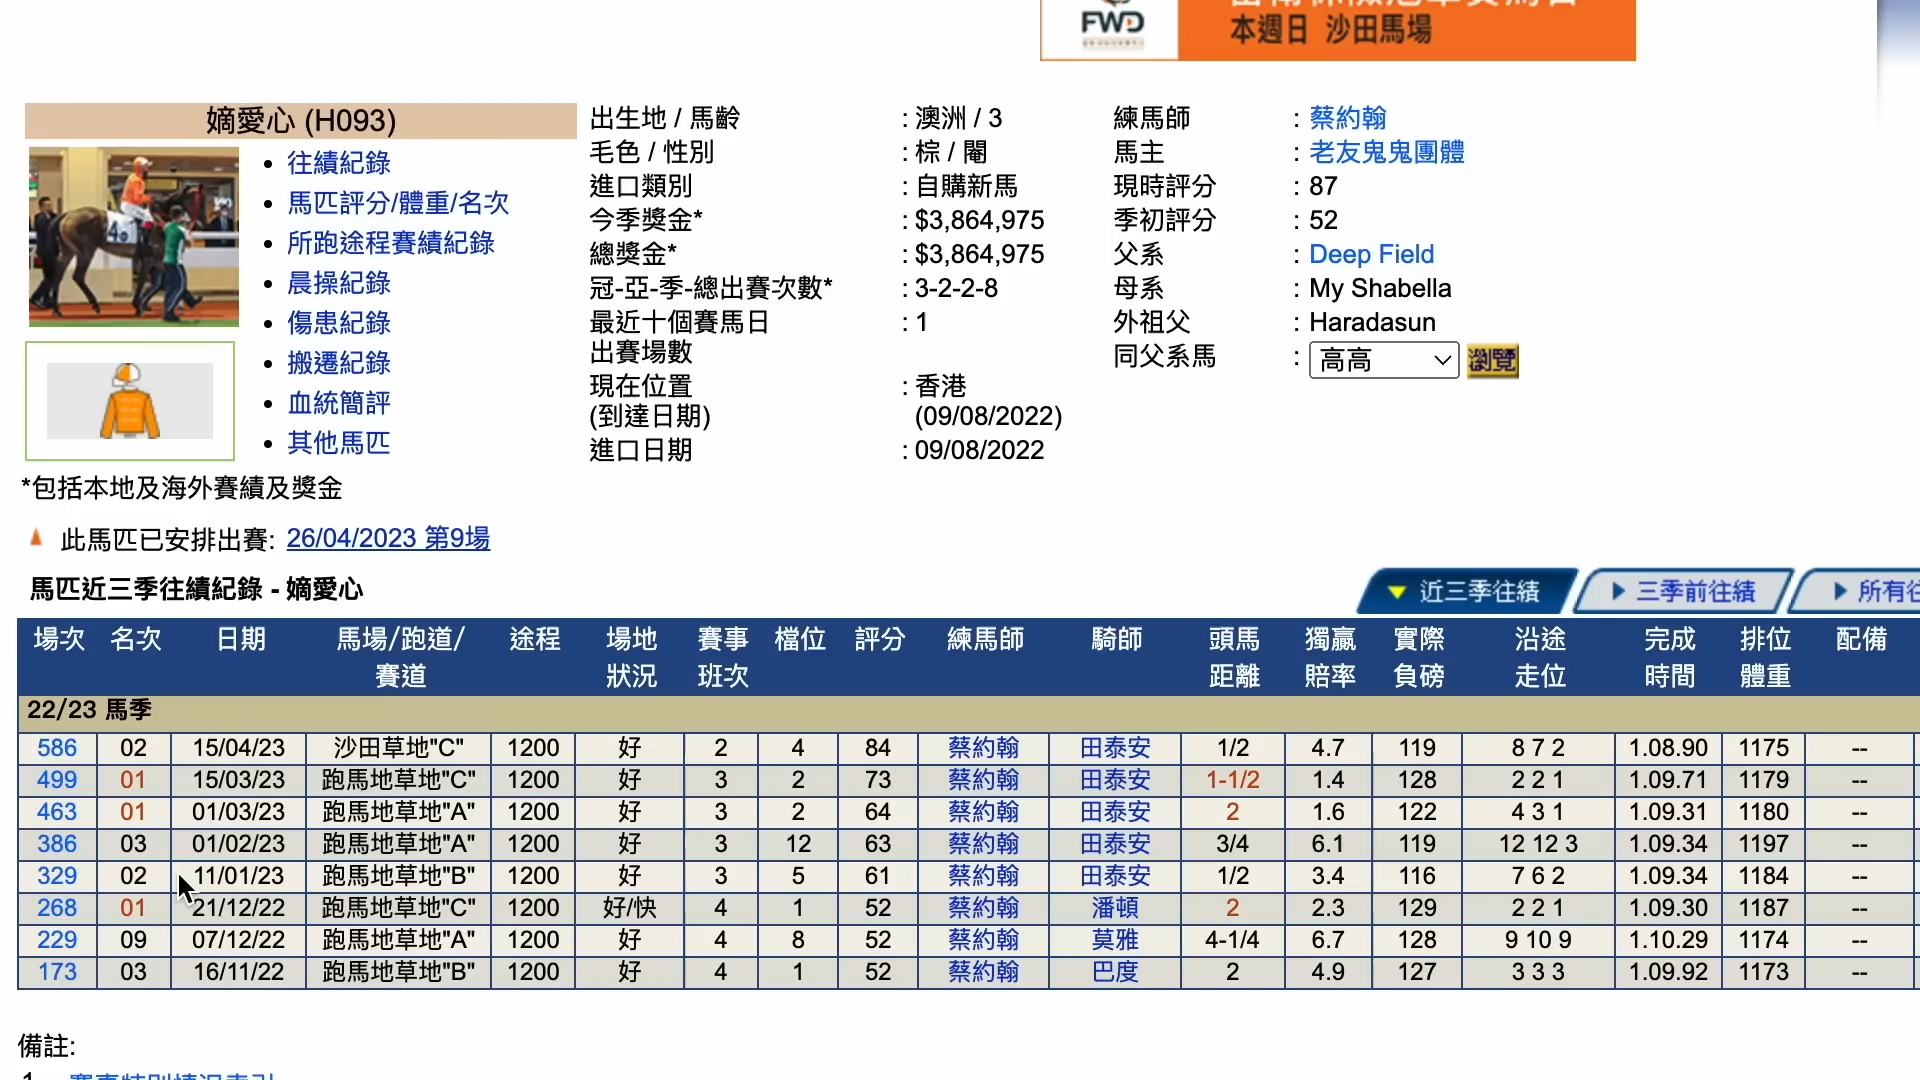 FWD
本週日 沙田馬場
嫡愛心 (H093)
往績紀錄
馬匹評分/體重/名次
所跑途程賽績紀錄
晨操紀錄
傷患紀錄
搬遷紀錄
血統簡評
其他馬匹
出生地 / 馬齡 : 澳洲 / 3
毛色 / 性別 : 棕 / 閹
進口類別 : 自購新馬
今季獎金* : $3,864,975
總獎金* : $3,864,975
冠-亞-季-總出賽次數* : 3-2-2-8
最近十個賽馬日 : 1
出賽場數
現在位置 : 香港
(到達日期) (09/08/2022)
進口日期 : 09/08/2022
練馬師 : 蔡約翰
馬主 : 老友鬼鬼團體
現時評分 : 87
季初評分 : 52
父系 : Deep Field
母系 : My Shabella
外祖父 : Haradasun
同父系馬 : 高高 瀏覽
*包括本地及海外賽績及獎金
此馬匹已安排出賽: 26/04/2023 第9場
馬匹近三季往績紀錄 - 嫡愛心
近三季往績 三季前往績 所有往
場次 名次 日期 馬場/跑道/ 途程 場地 賽事 檔位 評分 練馬師 騎師 頭馬 獨贏 實際 沿途 完成 排位 配備
賽道 狀況 班次 距離 賠率 負磅 走位 時間 體重
22/23 馬季
586 02 15/04/23 沙田草地"C" 1200 好 2 4 84 蔡約翰 田泰安 1/2 4.7 119 8 7 2 1.08.90 1175 --
499 01 15/03/23 跑馬地草地"C" 1200 好 3 2 73 蔡約翰 田泰安 1-1/2 1.4 128 2 2 1 1.09.71 1179 --
463 01 01/03/23 跑馬地草地"A" 1200 好 3 2 64 蔡約翰 田泰安 2 1.6 122 4 3 1 1.09.31 1180 --
386 03 01/02/23 跑馬地草地"A" 1200 好 3 12 63 蔡約翰 田泰安 3/4 6.1 119 12 12 3 1.09.34 1197 --
329 02 11/01/23 跑馬地草地"B" 1200 好 3 5 61 蔡約翰 田泰安 1/2 3.4 116 7 6 2 1.09.34 1184 --
268 01 21/12/22 跑馬地草地"C" 1200 好/快 4 1 52 蔡約翰 潘頓 2 2.3 129 2 2 1 1.09.30 1187 --
229 09 07/12/22 跑馬地草地"A" 1200 好 4 8 52 蔡約翰 莫雅 4-1/4 6.7 128 9 10 9 1.10.29 1174 --
173 03 16/11/22 跑馬地草地"B" 1200 好 4 1 52 蔡約翰 巴度 2 4.9 127 3 3 3 1.09.92 1173 --
備註:
1. 賽事特別情況索引